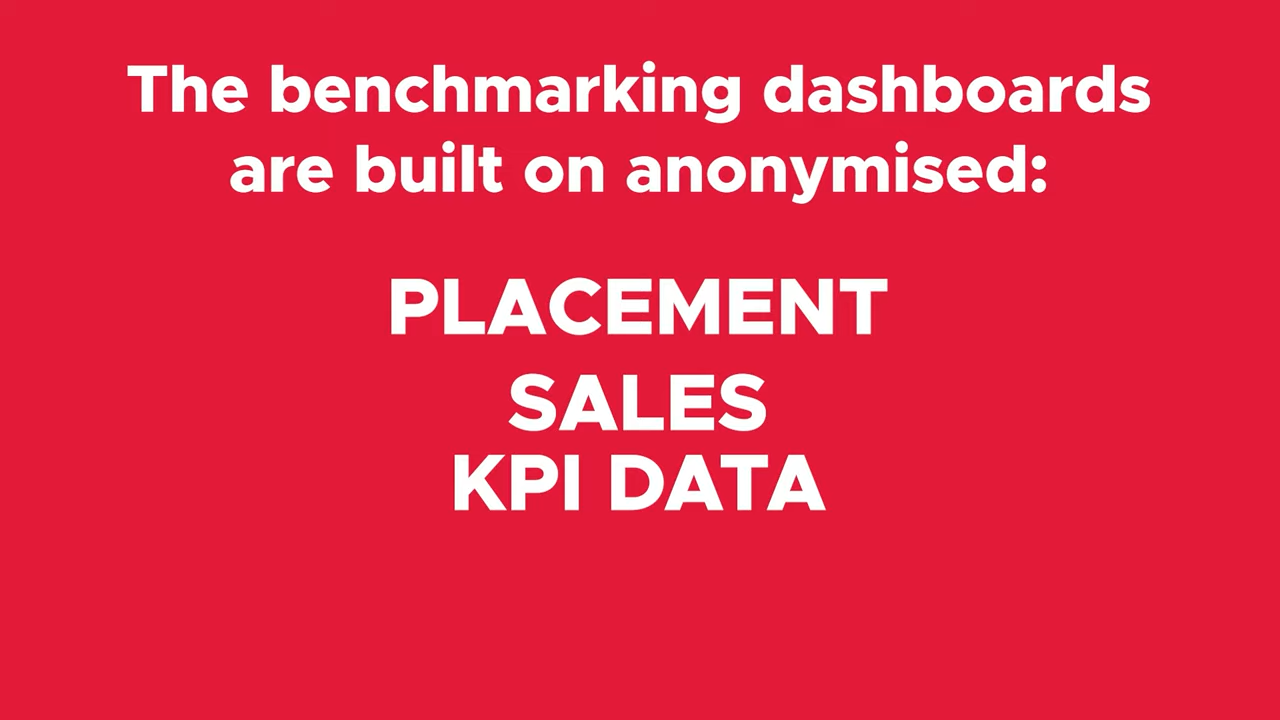 The benchmarking dashboards
are built on anonymised:
PLACEMENT
SALES
KPI DATA